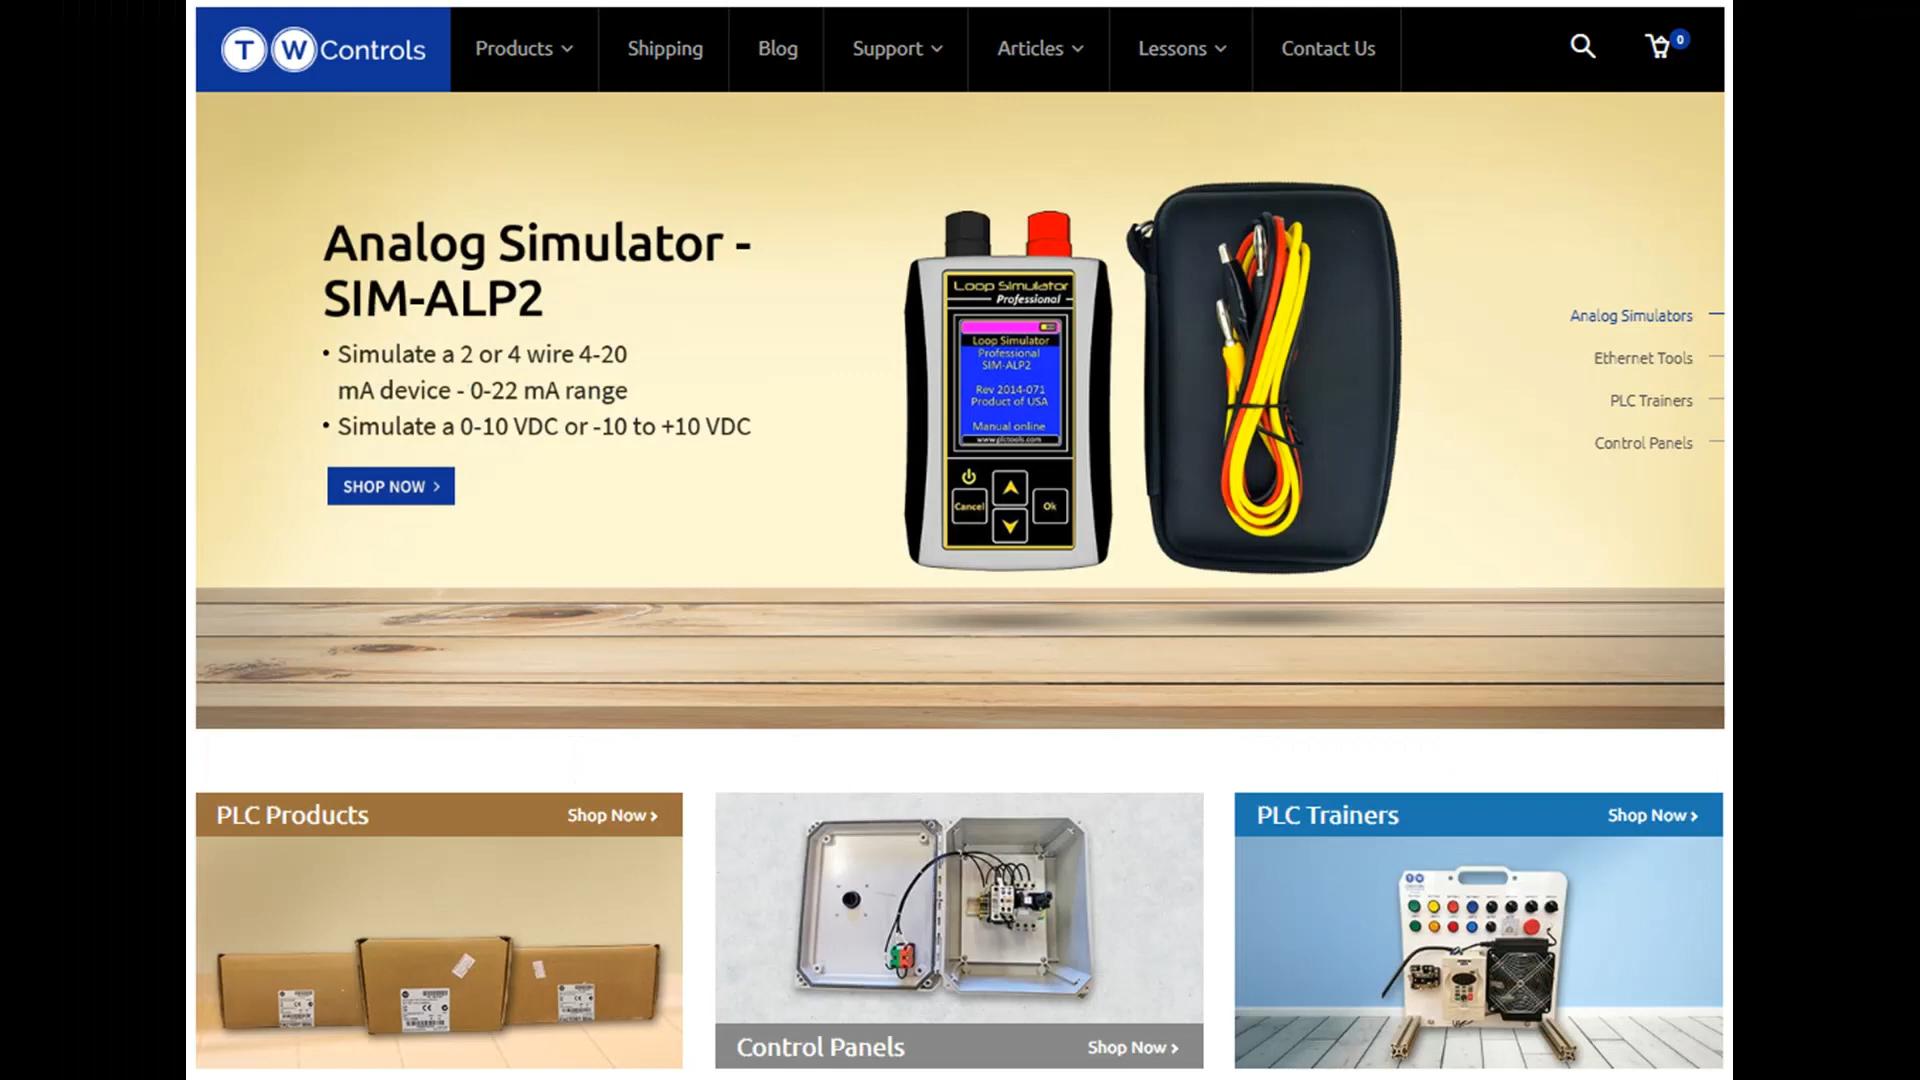 T W Controls
Products
Shipping
Blog
Support
Articles
Lessons
Contact Us
0
Analog Simulator -
SIM-ALP2
• Simulate a 2 or 4 wire 4-20
mA device - 0-22 mA range
• Simulate a 0-10 VDC or -10 to +10 VDC
SHOP NOW >
Loop Simulator
Professional
Loop Simulator
Professional
SIM-ALP2
Rev 2014-071
Product of USA
Manual online
www.plctools.com
Cancel
Ok
Analog Simulators
Ethernet Tools
PLC Trainers
Control Panels
PLC Products
Shop Now >
Control Panels
Shop Now >
PLC Trainers
Shop Now >
T W